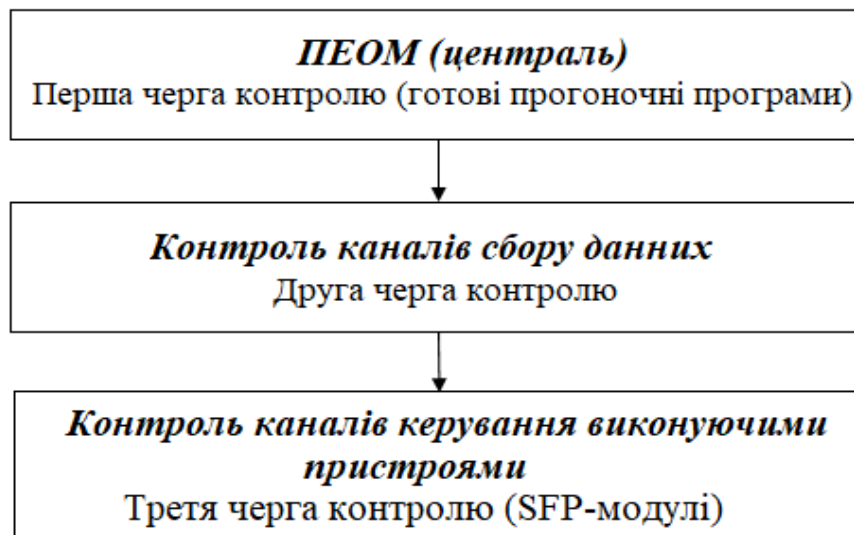 ПЕОМ (централь)
Перша черга контролю (готові прогоночні програми)
Контроль каналів сбору данних
Друга черга контролю
Контроль каналів керування виконуючими
пристроями
Третя черга контролю (SFP-модулі)